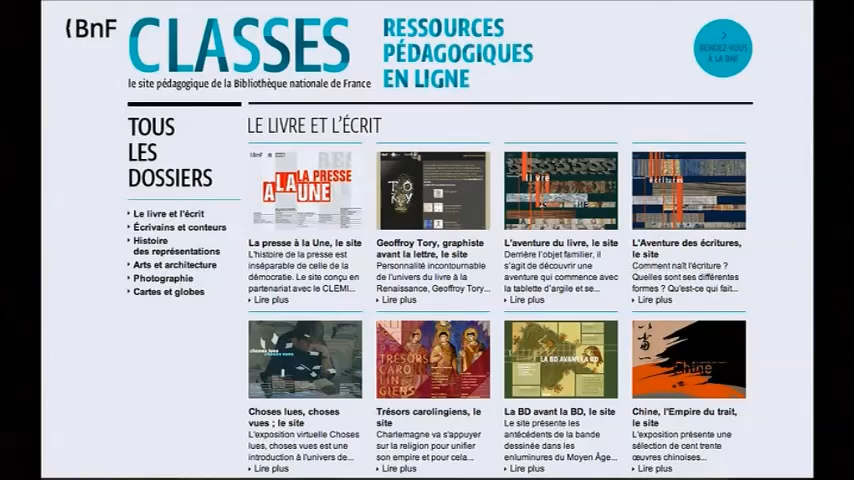 (BnF
CLASSES
le site pédagogique de la Bibliothèque nationale de France
RESSOURCES
PÉDAGOGIQUES
EN LIGNE
RENDEZ-VOUS
À LA BNF
TOUS
LES
DOSSIERS
Le livre et l'écrit
Écrivains et conteurs
Histoire
des représentations
Arts et architecture
Photographie
Cartes et globes
LE LIVRE ET L'ÉCRIT
(BnF
A LA LA PRESSE
UNE
La presse à la Une, le site
L'histoire de la presse est
inséparable de celle de la
démocratie. Le site conçu en
partenariat avec le CLEMI...
Lire plus
TO
RY
Geoffroy Tory, graphiste
avant la lettre, le site
Personnalité incontournable
de l'univers du livre à la
Renaissance, Geoffroy Tory...
Lire plus
livre
L'aventure du livre, le site
Derrière l'objet familier, il
s'agit de découvrir une
aventure qui commence avec
la tablette d'argile et se...
Lire plus
écritures
L'Aventure des écritures,
le site
Comment naît l'écriture ?
Quelles sont ses différentes
formes ? Qu'est-ce qui fait...
Lire plus
choses lues
choses vues
Choses lues, choses
vues ; le site
L'exposition virtuelle Choses
lues, choses vues est une
introduction à l'univers de...
Lire plus
TRÉSORS
CARO
LIN
GIENS
Trésors carolingiens, le
site
Charlemagne va s'appuyer
sur la religion pour unifier
son empire et pour cela...
Lire plus
LA BD AVANT LA BD
La BD avant la BD, le site
Le site présente les
antécédents de la bande
dessinée dans les
enluminures du Moyen Âge...
Lire plus
Chine
Chine, l'Empire du trait,
le site
L'exposition présente une
sélection de cent trente
œuvres chinoises...
Lire plus